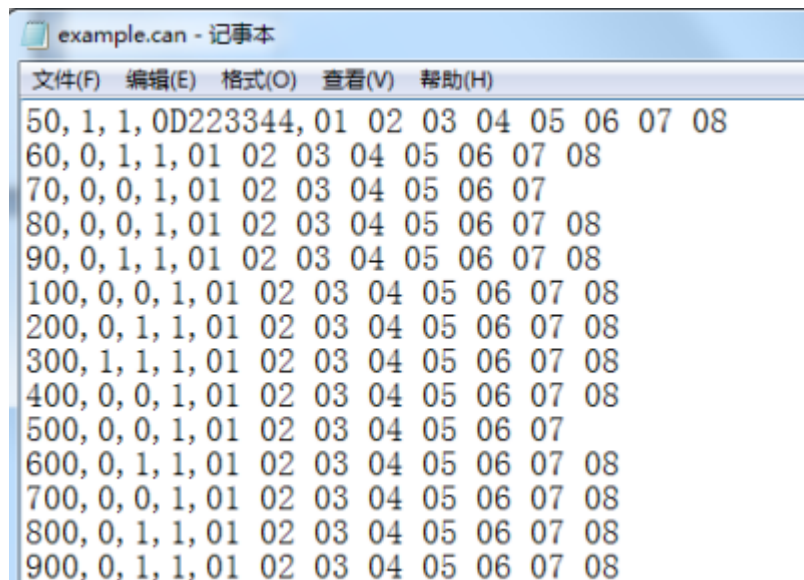 example.can - 记事本
文件(F) 编辑(E) 格式(O) 查看(V) 帮助(H)
50,1,1,0D223344,01 02 03 04 05 06 07 08
60,0,1,1,01 02 03 04 05 06 07 08
70,0,0,1,01 02 03 04 05 06 07
80,0,0,1,01 02 03 04 05 06 07 08
90,0,1,1,01 02 03 04 05 06 07 08
100,0,0,1,01 02 03 04 05 06 07 08
200,0,1,1,01 02 03 04 05 06 07 08
300,1,1,1,01 02 03 04 05 06 07 08
400,0,0,1,01 02 03 04 05 06 07 08
500,0,0,1,01 02 03 04 05 06 07
600,0,1,1,01 02 03 04 05 06 07 08
700,0,0,1,01 02 03 04 05 06 07 08
800,0,1,1,01 02 03 04 05 06 07 08
900,0,1,1,01 02 03 04 05 06 07 08